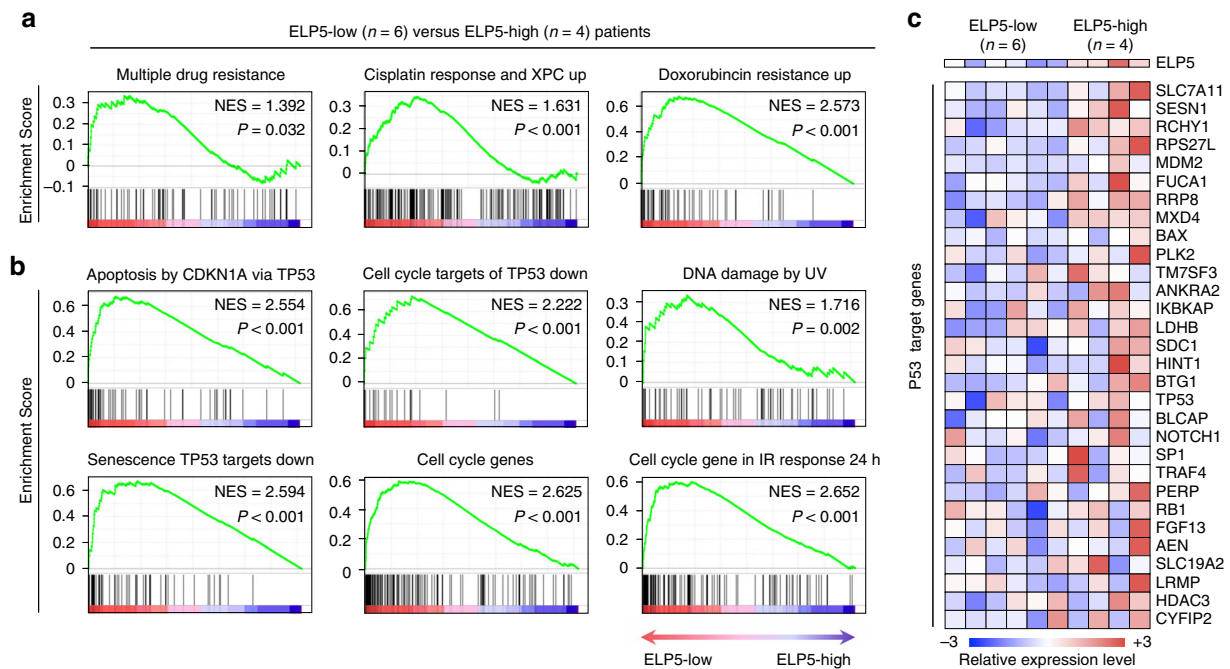 a
ELP5-low (n = 6) versus ELP5-high (n = 4) patients
Multiple drug resistance
Cisplatin response and XPC up
Doxorubincin resistance up
Enrichment Score
0.3
0.2
0.1
0
−0.1
NES = 1.392
P = 0.032
0.3
0.2
0.1
0
NES = 1.631
P < 0.001
0.6
0.4
0.2
0
NES = 2.573
P < 0.001
b
Apoptosis by CDKN1A via TP53
Cell cycle targets of TP53 down
DNA damage by UV
Enrichment Score
0.6
0.4
0.2
0
NES = 2.554
P < 0.001
0.6
0.4
0.2
0
NES = 2.222
P < 0.001
0.3
0.4
0.2
0.1
0
NES = 1.716
P = 0.002
Senescence TP53 targets down
Cell cycle genes
Cell cycle gene in IR response 24 h
Enrichment Score
0.6
0.4
0.2
0
NES = 2.594
P < 0.001
0.6
0.4
0.2
0
NES = 2.625
P < 0.001
0.6
0.4
0.2
0
NES = 2.652
P < 0.001
ELP5-low
ELP5-high
c
ELP5-low
(n = 6)
ELP5-high
(n = 4)
ELP5
P53 target genes
SLC7A11
SESN1
RCHY1
RPS27L
MDM2
FUCA1
RRP8
MXD4
BAX
PLK2
TM7SF3
ANKRA2
IKBKAP
LDHB
SDC1
HINT1
BTG1
TP53
BLCAP
NOTCH1
SP1
TRAF4
PERP
RB1
FGF13
AEN
SLC19A2
LRMP
HDAC3
CYFIP2
−3
+3
Relative expression level